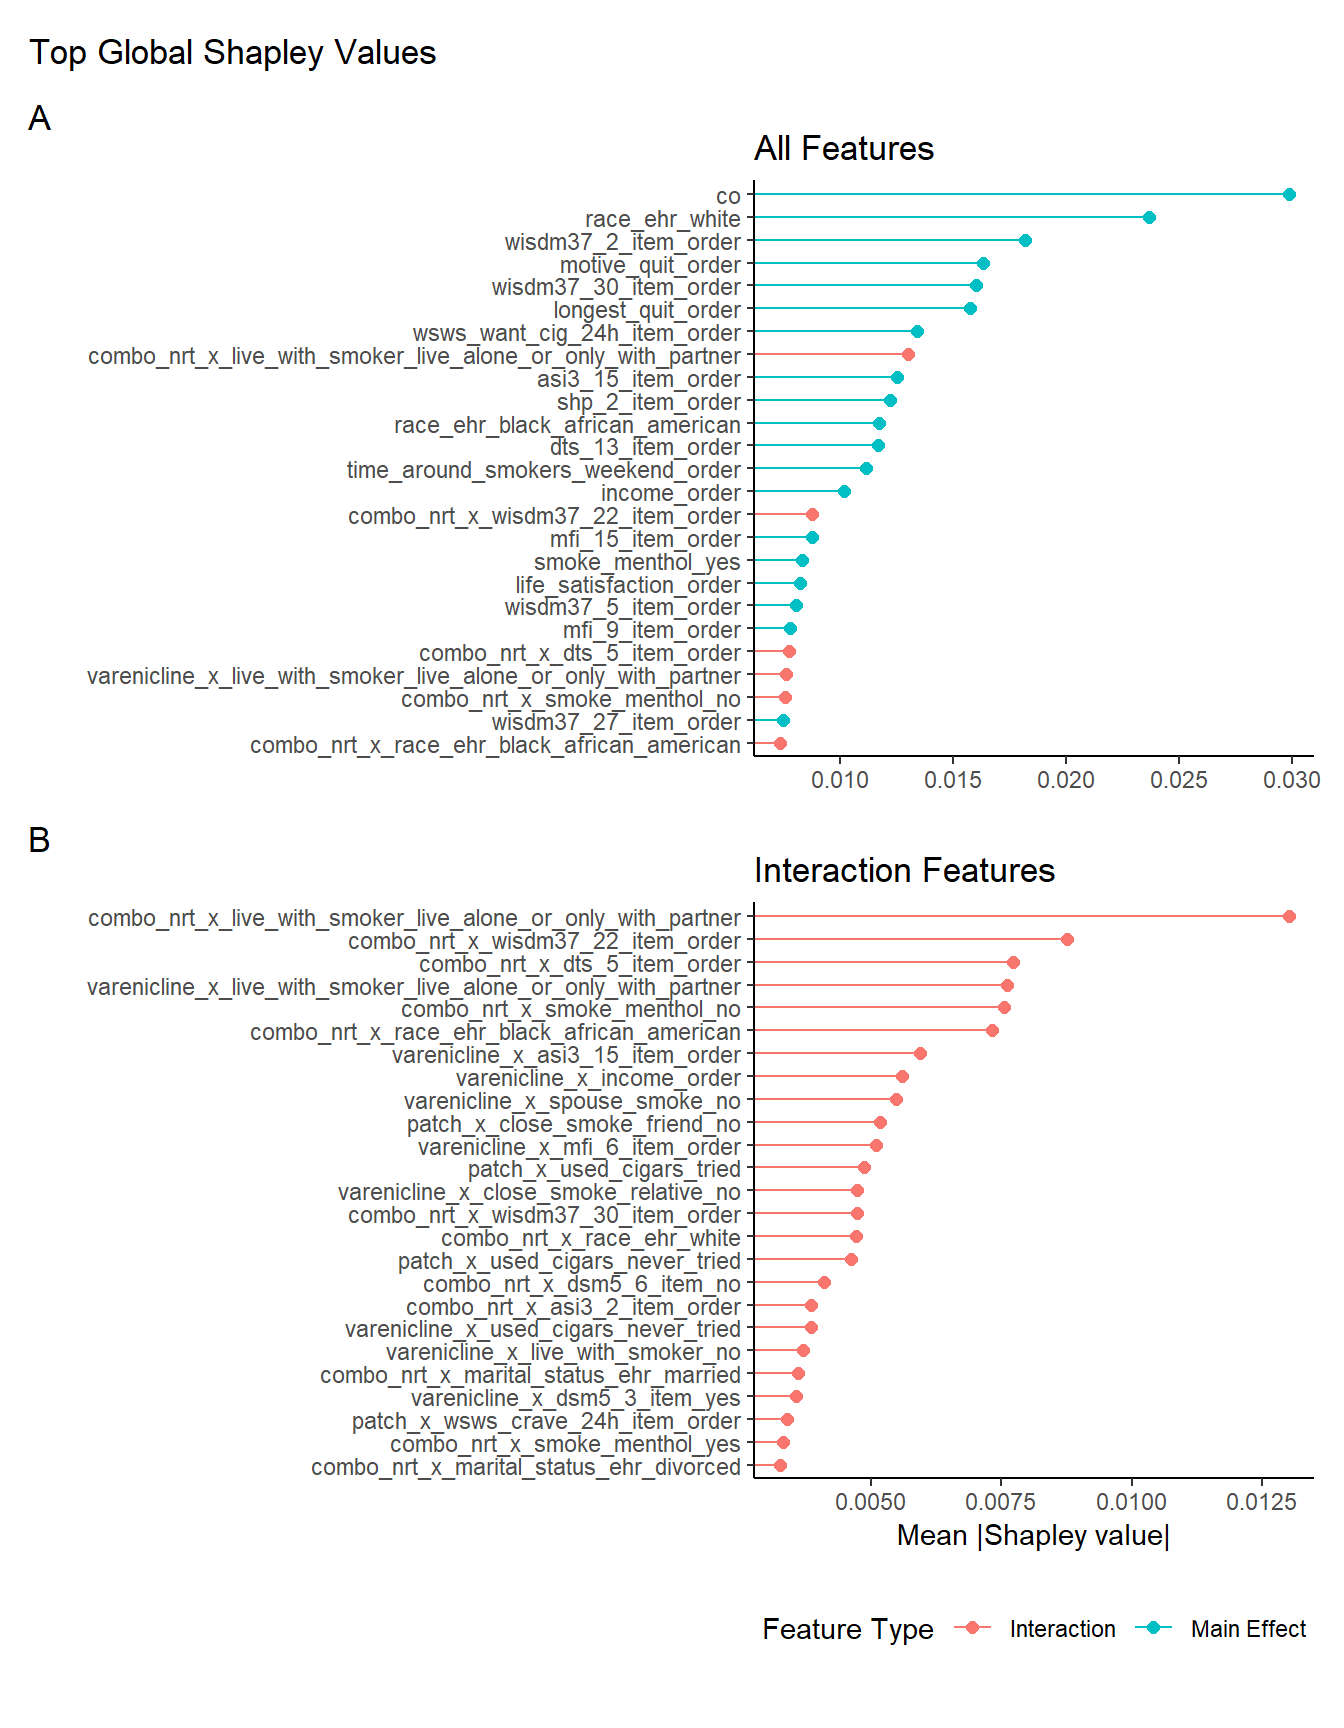 Top Global Shapley Values
A
All Features
co
race_ehr_white
wisdm37_2_item_order
motive_quit_order
wisdm37_30_item_order
longest_quit_order
wsws_want_cig_24h_item_order
combo_nrt_x_live_with_smoker_live_alone_or_only_with_partner
asi3_15_item_order
shp_2_item_order
race_ehr_black_african_american
dts_13_item_order
time_around_smokers_weekend_order
income_order
combo_nrt_x_wisdm37_22_item_order
mfi_15_item_order
smoke_menthol_yes
life_satisfaction_order
wisdm37_5_item_order
mfi_9_item_order
combo_nrt_x_dts_5_item_order
varenicline_x_live_with_smoker_live_alone_or_only_with_partner
combo_nrt_x_smoke_menthol_no
wisdm37_27_item_order
combo_nrt_x_race_ehr_black_african_american
0.010 0.015 0.020 0.025 0.030
B
Interaction Features
combo_nrt_x_live_with_smoker_live_alone_or_only_with_partner
combo_nrt_x_wisdm37_22_item_order
combo_nrt_x_dts_5_item_order
varenicline_x_live_with_smoker_live_alone_or_only_with_partner
combo_nrt_x_smoke_menthol_no
combo_nrt_x_race_ehr_black_african_american
varenicline_x_asi3_15_item_order
varenicline_x_income_order
varenicline_x_spouse_smoke_no
patch_x_close_smoke_friend_no
varenicline_x_mfi_6_item_order
patch_x_used_cigars_tried
varenicline_x_close_smoke_relative_no
combo_nrt_x_wisdm37_30_item_order
combo_nrt_x_race_ehr_white
patch_x_used_cigars_never_tried
combo_nrt_x_dsm5_6_item_no
combo_nrt_x_asi3_2_item_order
varenicline_x_used_cigars_never_tried
varenicline_x_live_with_smoker_no
combo_nrt_x_marital_status_ehr_married
varenicline_x_dsm5_3_item_yes
patch_x_wsws_crave_24h_item_order
combo_nrt_x_smoke_menthol_yes
combo_nrt_x_marital_status_ehr_divorced
0.0050 0.0075 0.0100 0.0125
Mean |Shapley value|
Feature Type Interaction Main Effect